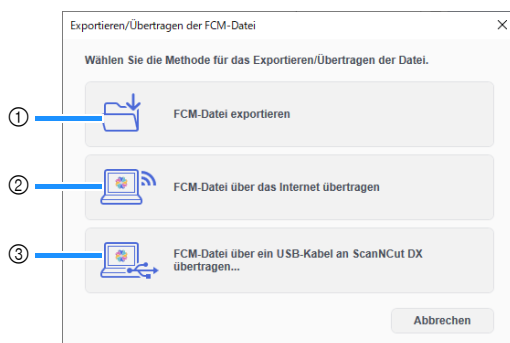 Exportieren/Übertragen der FCM-Datei
Wählen Sie die Methode für das Exportieren/Übertragen der Datei.
① FCM-Datei exportieren
② FCM-Datei über das Internet übertragen
③ FCM-Datei über ein USB-Kabel an ScanNCut DX
übertragen...
Abbrechen